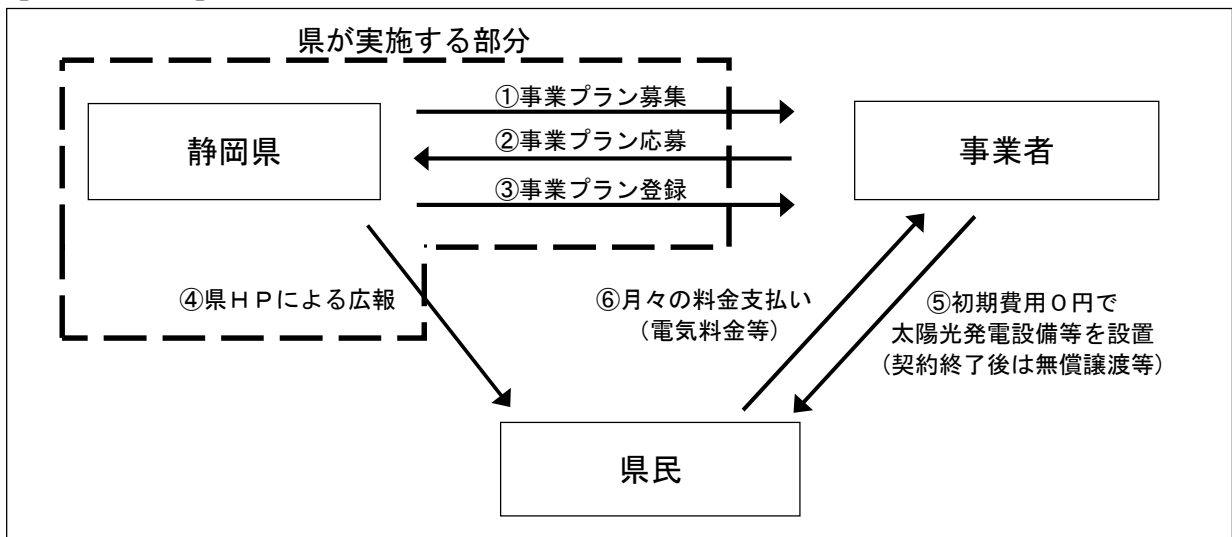 県が実施する部分
静岡県
①事業プラン募集
②事業プラン応募
③事業プラン登録
事業者
④県ＨＰによる広報
⑥月々の料金支払い
（電気料金等）
⑤初期費用０円で
太陽光発電設備等を設置
（契約終了後は無償譲渡等）
県民